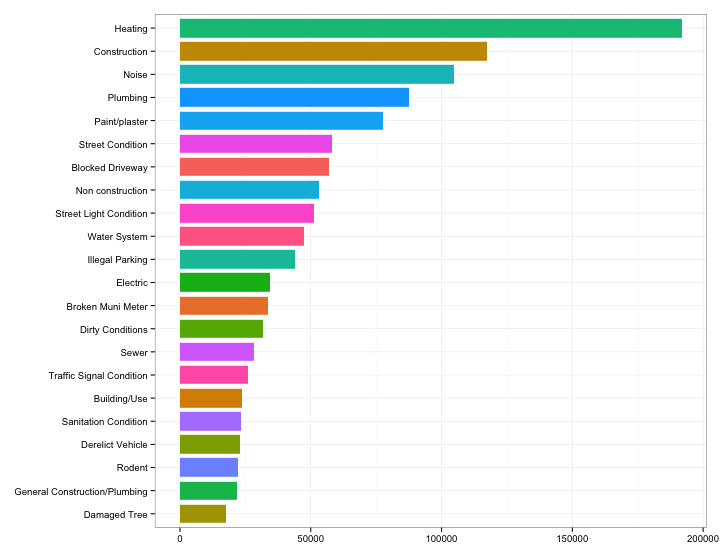 Heating
Construction
Noise
Plumbing
Paint/plaster
Street Condition
Blocked Driveway
Non construction
Street Light Condition
Water System
Illegal Parking
Electric
Broken Muni Meter
Dirty Conditions
Sewer
Traffic Signal Condition
Building/Use
Sanitation Condition
Derelict Vehicle
Rodent
General Construction/Plumbing
Damaged Tree
0 50000 100000 150000 200000